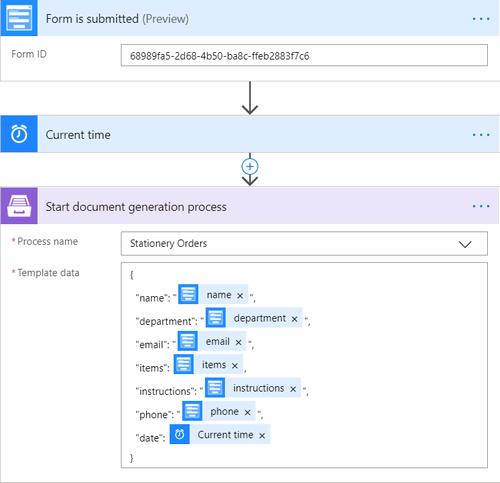 Form is submitted (Preview) ...
Form ID 68989fa5-2d68-4b50-ba8c-ffeb2883f7c6
Current time ...
Start document generation process ...
* Process name Stationery Orders
* Template data {
"name": " name × ",
"department": " department × ",
"email": " email × ",
"items": items × ,
"instructions": " instructions × ",
"phone": " phone × ",
"date": Current time ×
}